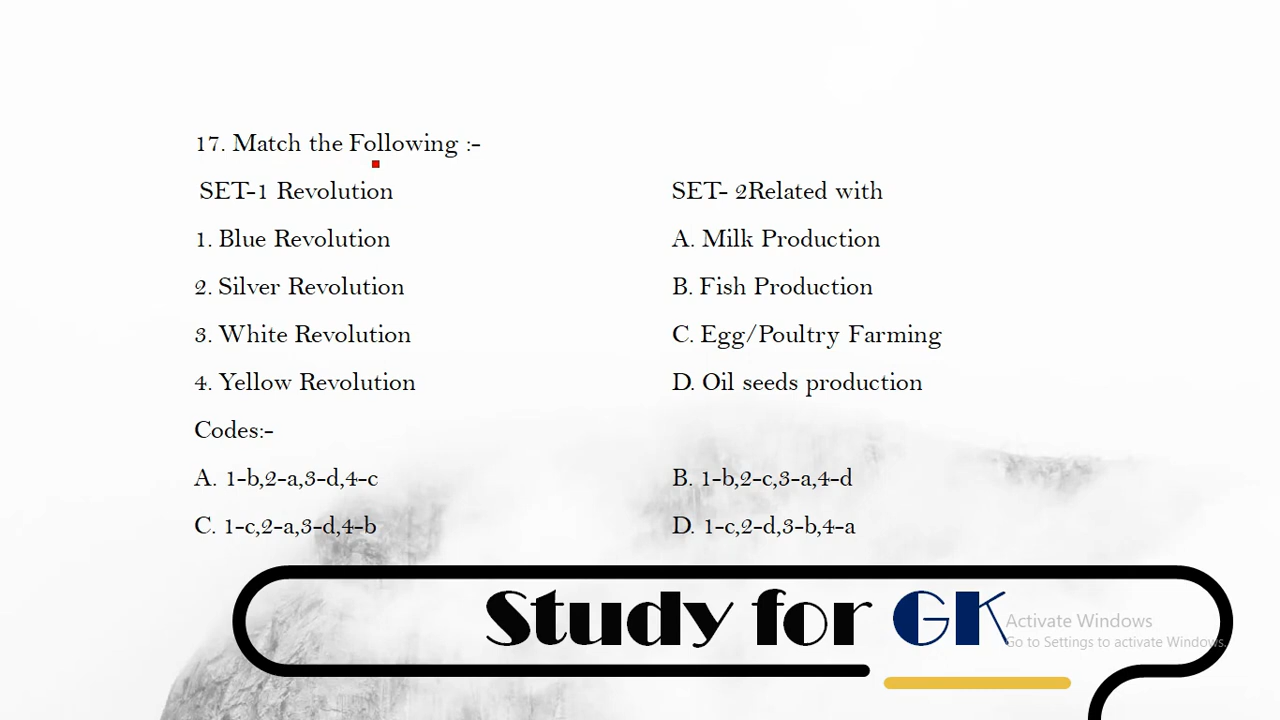 17. Match the Following :-
SET-1 Revolution SET- 2Related with
1. Blue Revolution A. Milk Production
2. Silver Revolution B. Fish Production
3. White Revolution C. Egg/Poultry Farming
4. Yellow Revolution D. Oil seeds production
Codes:-
A. 1-b,2-a,3-d,4-c B. 1-b,2-c,3-a,4-d
C. 1-c,2-a,3-d,4-b D. 1-c,2-d,3-b,4-a
Study for GK
Activate Windows
Go to Settings to activate Windows.